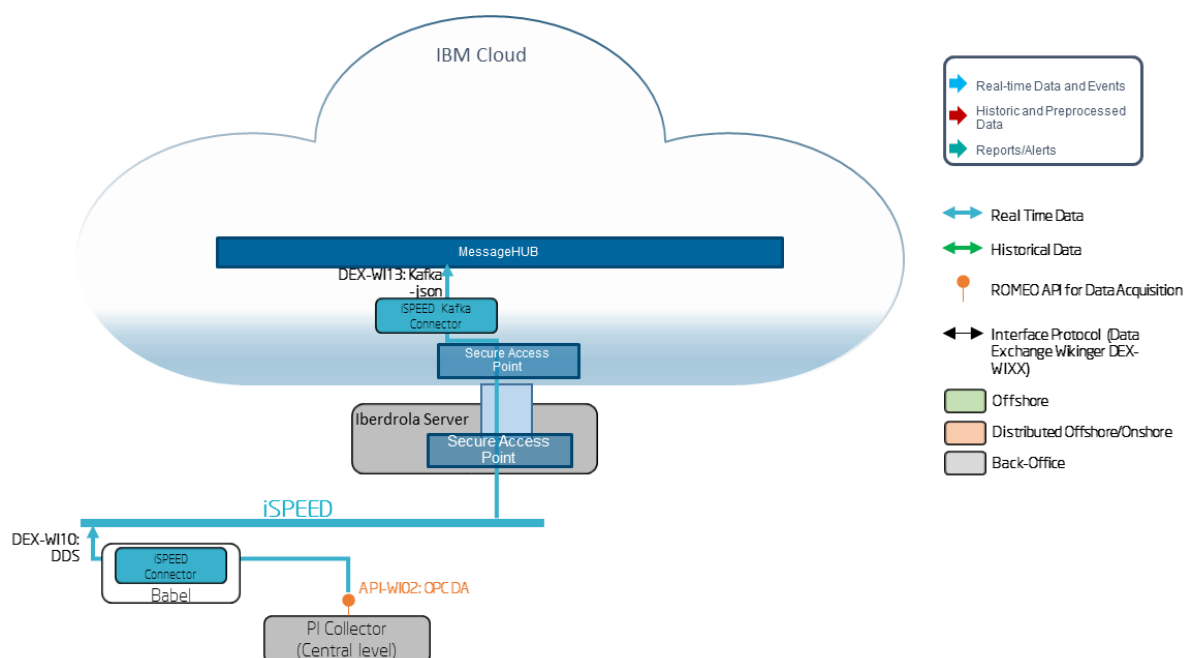 IBM Cloud
MessageHUB
DEX-WI13: Kafka
-json
iSPEED Kafka
Connector
Secure Access
Point
Iberdrola Server
Secure Access
Point
iSPEED
DEX-WI10:
DDS
iSPEED
Connector
Babel
API-WI02: OPC DA
PI Collector
(Central level)
Real-time Data and Events
Historic and Preprocessed
Data
Reports/Alerts
Real Time Data
Historical Data
ROMEO API for Data Acquisition
Interface Protocol (Data
Exchange Wikinger DEX-
WIXX)
Offshore
Distributed Offshore/Onshore
Back-Office